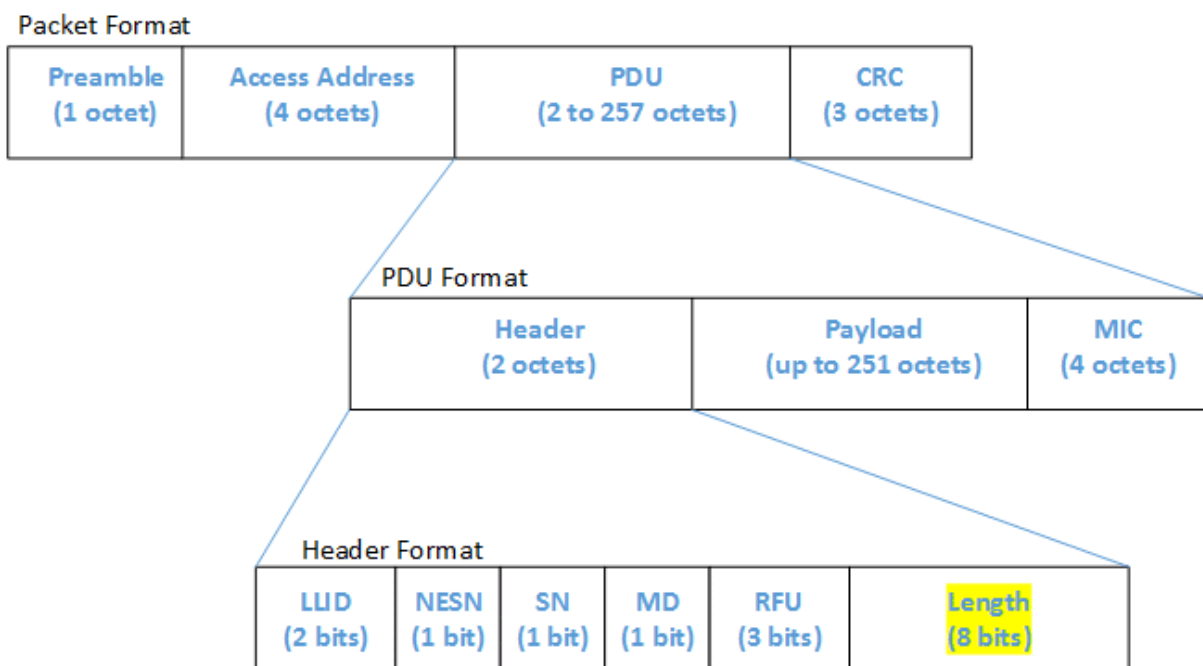 Packet Format
Preamble
(1 octet)
Access Address
(4 octets)
PDU
(2 to 257 octets)
CRC
(3 octets)
PDU Format
Header
(2 octets)
Payload
(up to 251 octets)
MIC
(4 octets)
Header Format
LLID
(2 bits)
NESN
(1 bit)
SN
(1 bit)
MD
(1 bit)
RFU
(3 bits)
Length
(8 bits)